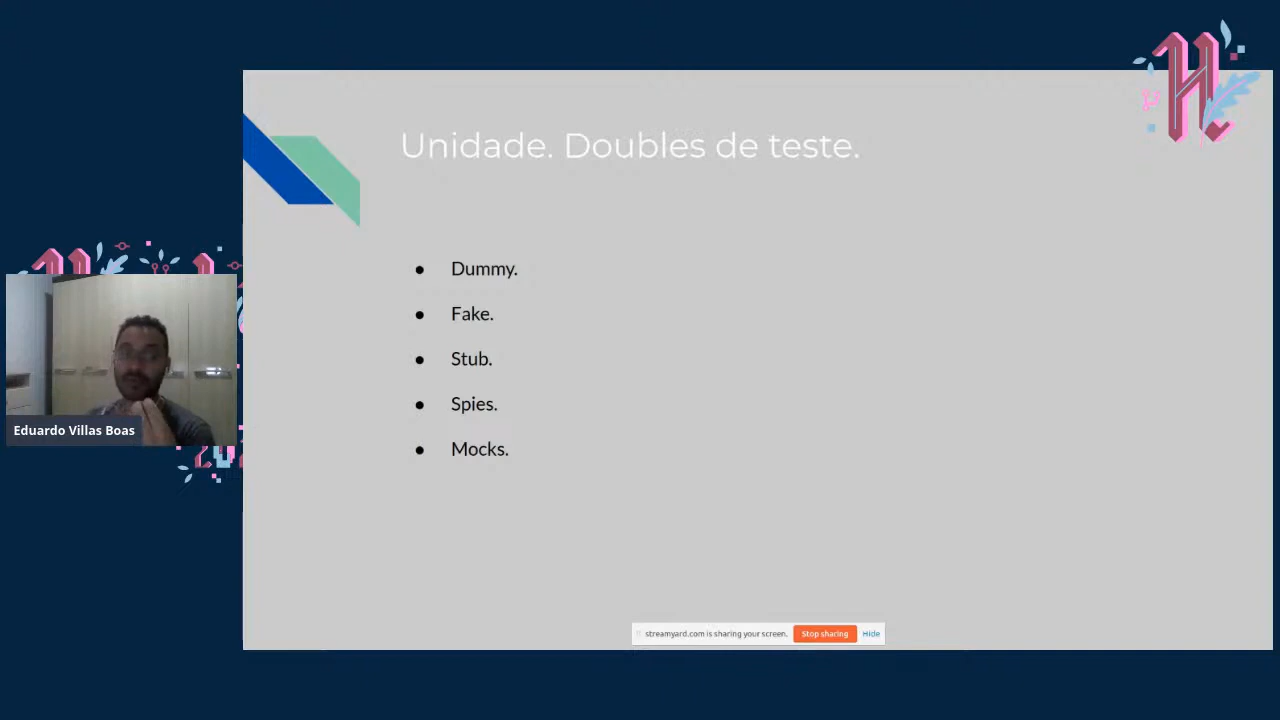 Unidade. Doubles de teste.
● Dummy.
● Fake.
● Stub.
● Spies.
● Mocks.
Eduardo Villas Boas
streamyard.com is sharing your screen. Stop sharing Hide
H